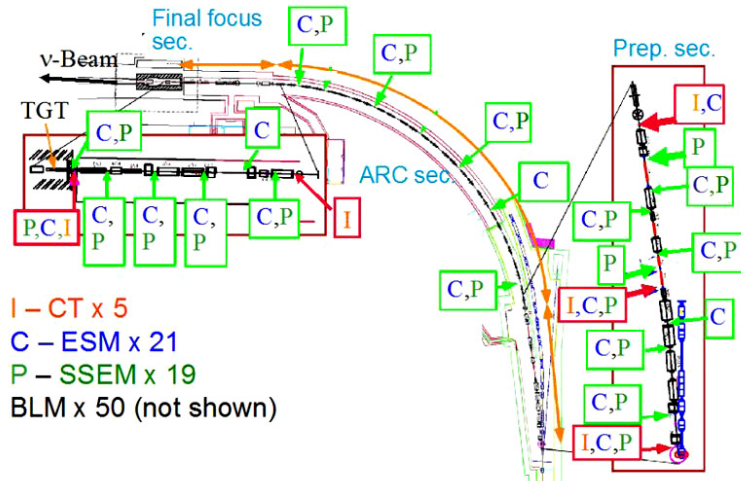 Final focus sec.
C,P
C,P
Prep. sec.
ν-Beam
I,C
TGT
C,P
C
C,P
P
ARC sec.
C
C,P
C,P
C,P
P,C,I
C,
P
C,
P
C,
P
C,P
I
C,P
P
I,C,P
C
I – CT x 5
C – ESM x 21
P – SSEM x 19
BLM x 50 (not shown)
C,P
C,P
I,C,P